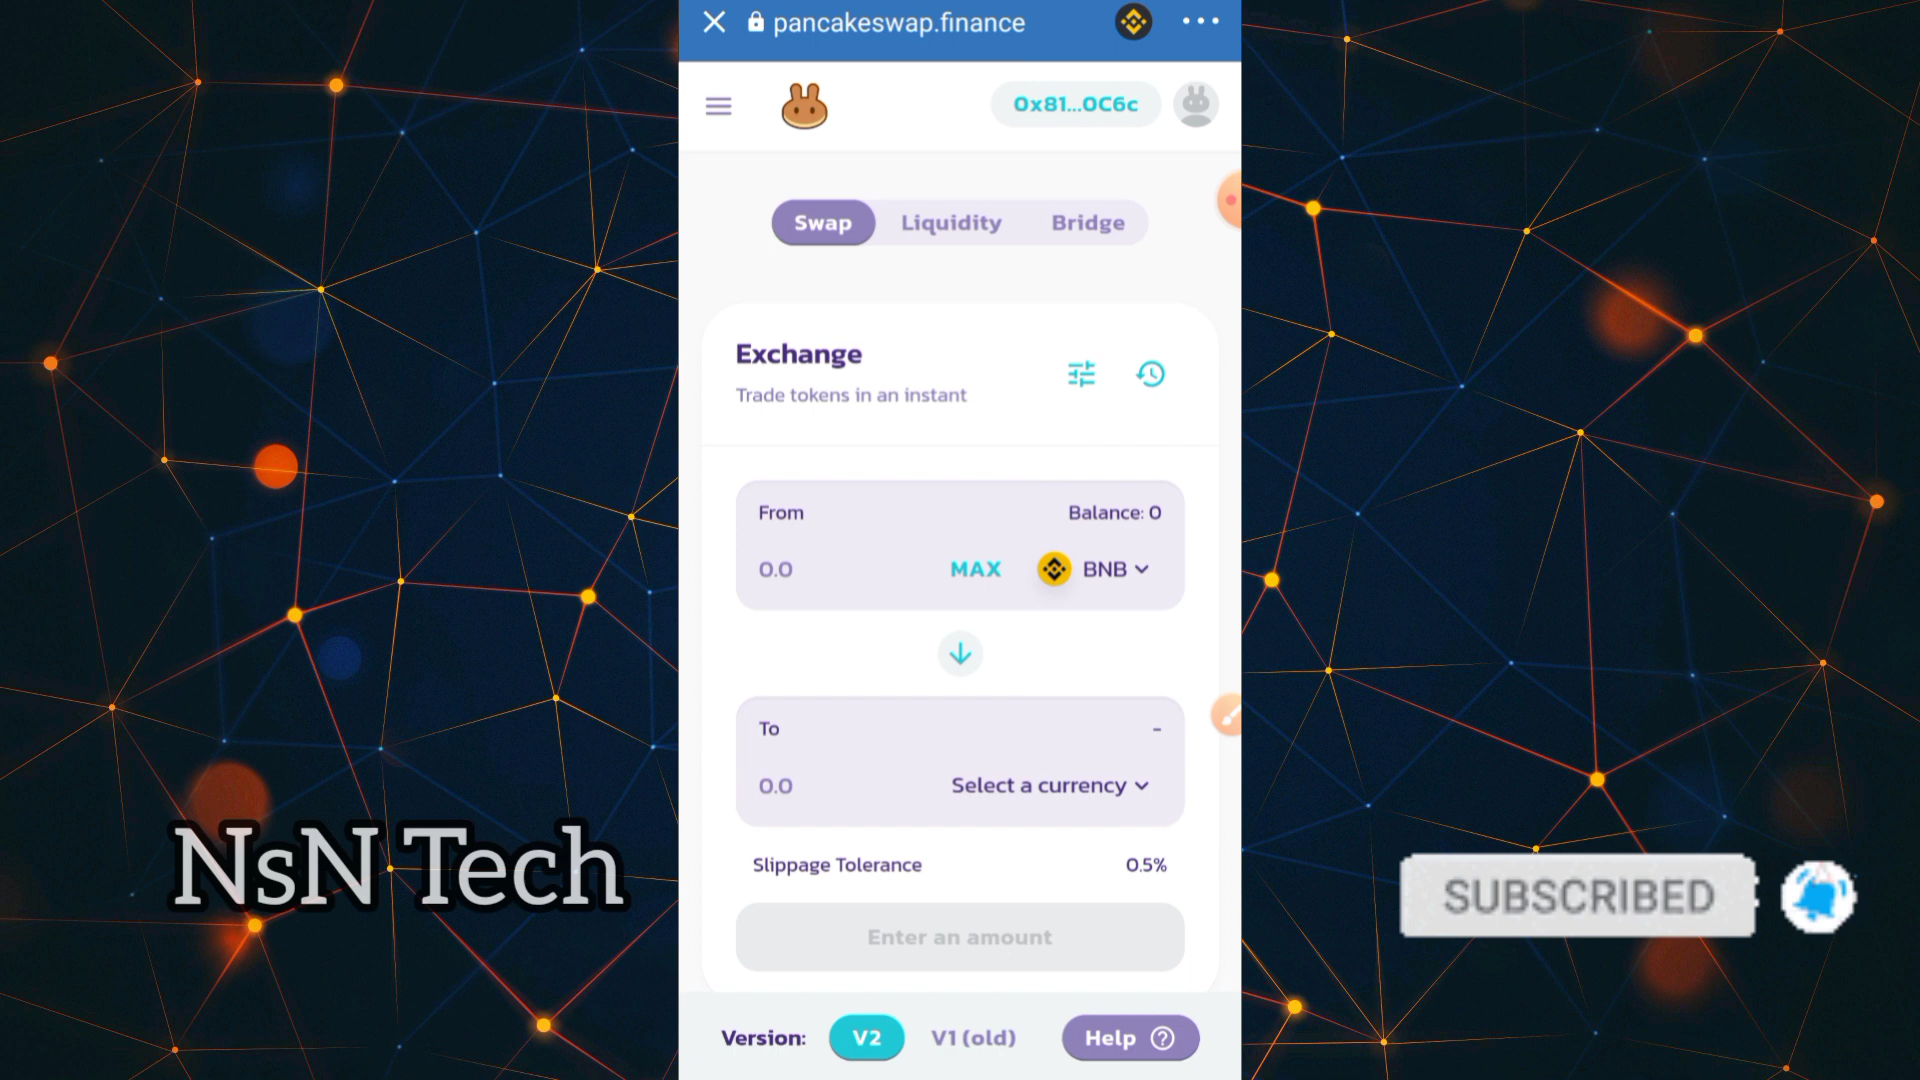 pancakeswap.finance
0x81...0C6c
Swap Liquidity Bridge
Exchange
Trade tokens in an instant
From Balance: 0
0.0 MAX BNB
To -
0.0 Select a currency
Slippage Tolerance 0.5%
Enter an amount
Version: V2 V1 (old) Help
NsN Tech
SUBSCRIBED